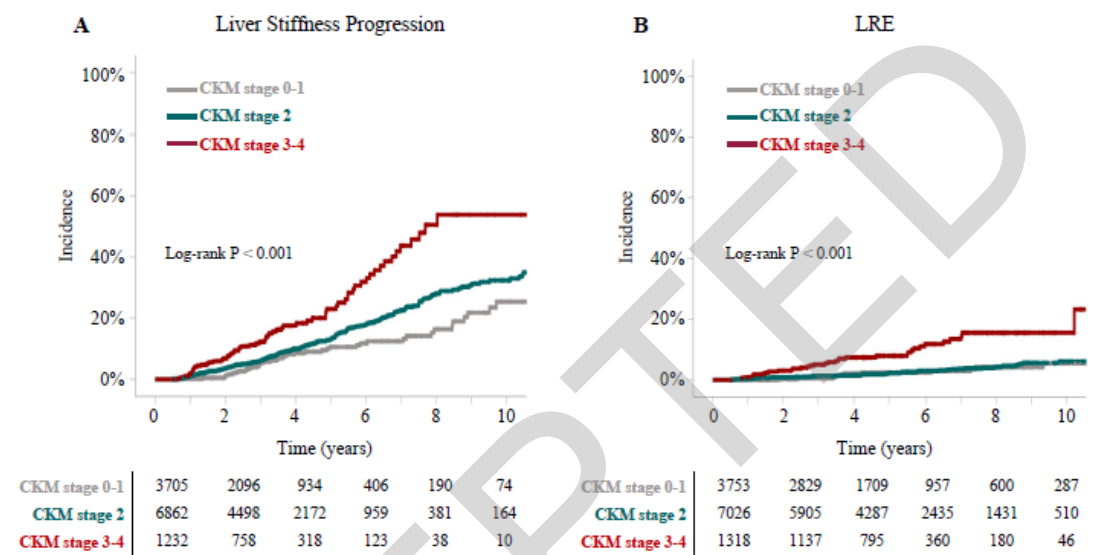 A Liver Stiffness Progression
100%
80%
60%
40%
20%
0%
Incidence
CKM stage 0-1
CKM stage 2
CKM stage 3-4
Log-rank P < 0.001
0 2 4 6 8 10
Time (years)
CKM stage 0-1 3705 2096 934 406 190 74
CKM stage 2 6862 4498 2172 959 381 164
CKM stage 3-4 1232 758 318 123 38 10
B LRE
100%
80%
60%
40%
20%
0%
Incidence
CKM stage 0-1
CKM stage 2
CKM stage 3-4
Log-rank P < 0.001
0 2 4 6 8 10
Time (years)
CKM stage 0-1 3753 2829 1709 957 600 287
CKM stage 2 7026 5905 4287 2435 1431 510
CKM stage 3-4 1318 1137 795 360 180 46
PTED